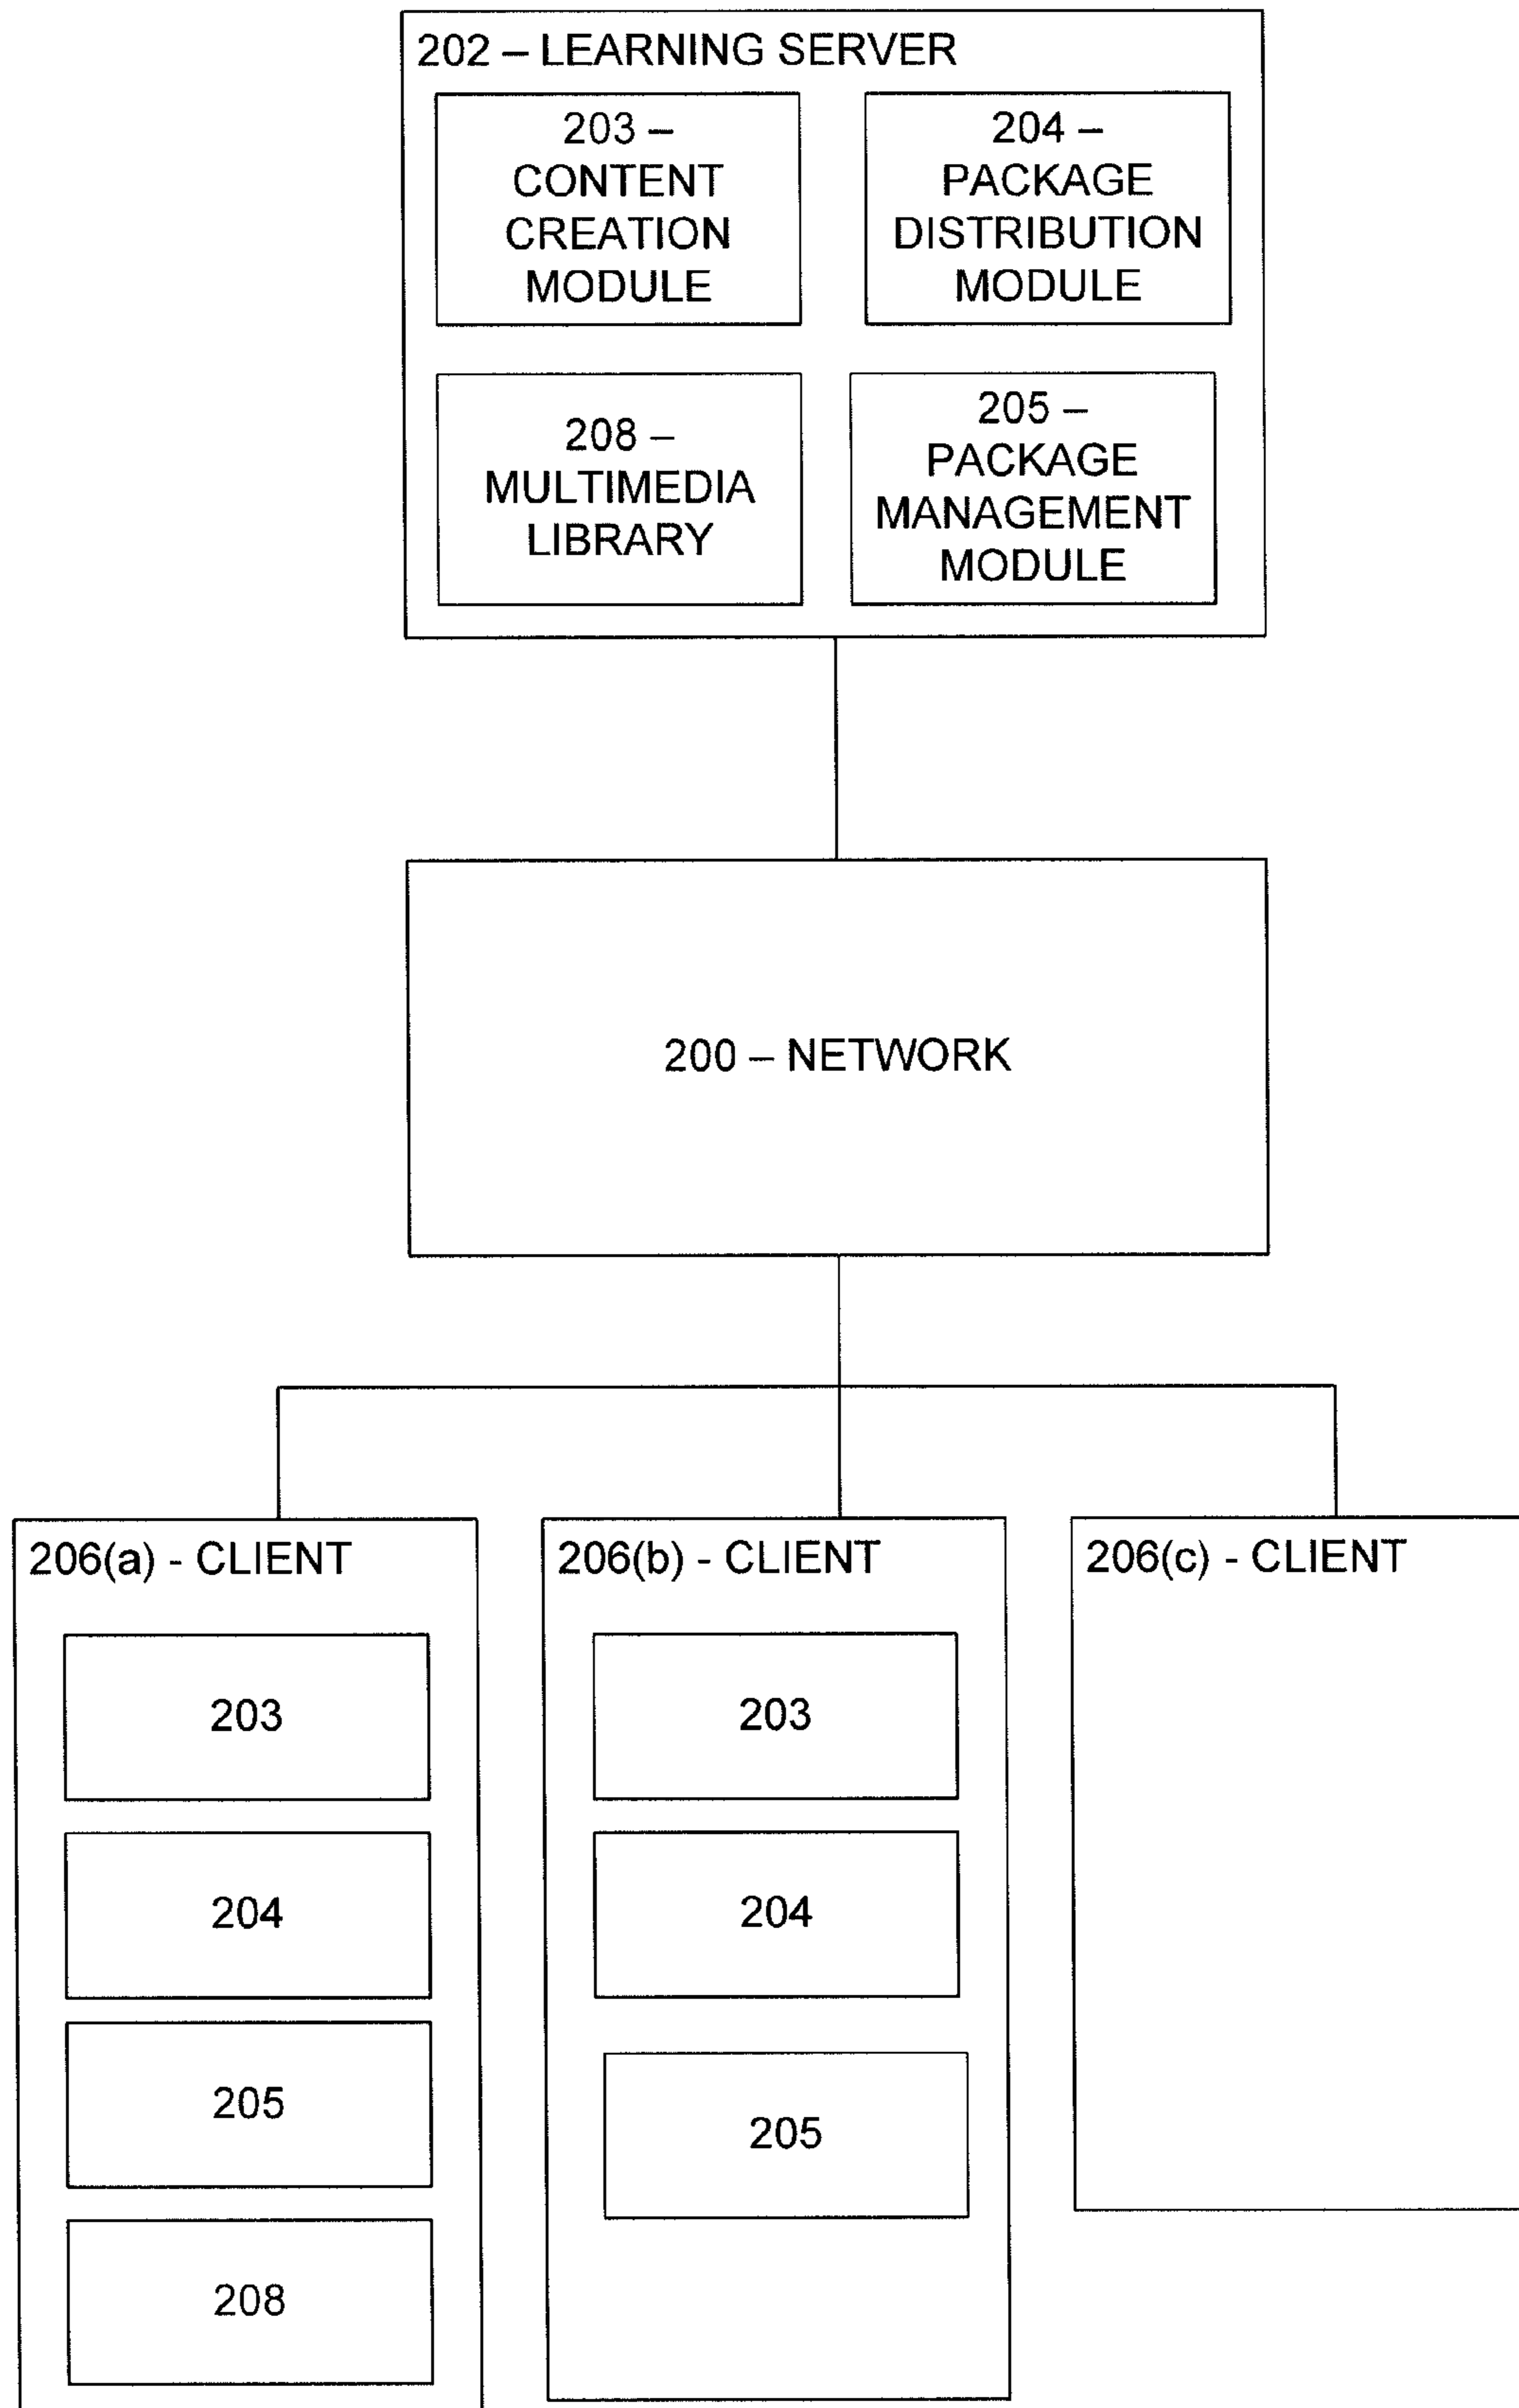 202 – LEARNING SERVER
203 –
CONTENT
CREATION
MODULE
204 –
PACKAGE
DISTRIBUTION
MODULE
208 –
MULTIMEDIA
LIBRARY
205 –
PACKAGE
MANAGEMENT
MODULE
200 – NETWORK
206(a) - CLIENT
203
204
205
208
206(b) - CLIENT
203
204
205
206(c) - CLIENT